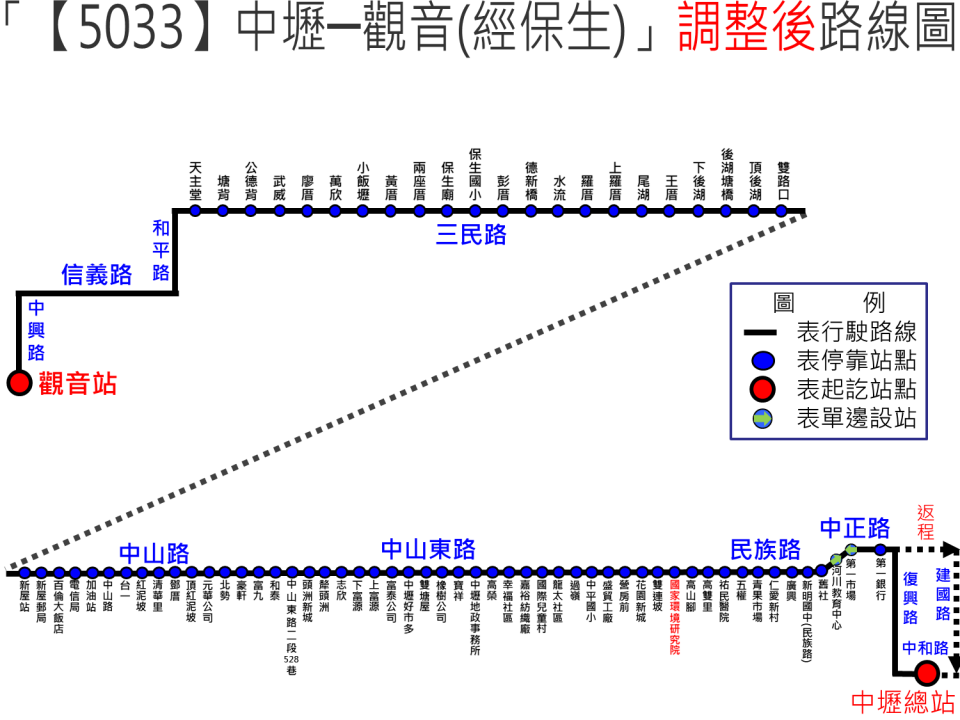 「【5033】中壢－觀音(經保生)」調整後路線圖
天主堂
塘背
公德背
武威
廖厝
萬欣
小飯壢
黃厝
兩座厝
保生廟
保生國小
彭厝
德新橋
水流
羅厝
上羅厝
尾湖
王厝
下後湖
後湖塘橋
頂後湖
雙路口
三民路
和平路
信義路
中興路
觀音站
圖 例
表行駛路線
表停靠站點
表起訖站點
表單邊設站
中山路
中山東路
民族路
中正路
返程
新屋站
新屋郵局
百倫大飯店
電信局
加油站
中山路
台一
紅泥坡
清華里
鄧厝
頂紅泥坡
元華公司
北勢
豪軒
富九
和泰
中山東路二段528巷
頭洲新城
犂頭洲
志欣
下富源
上富源
富泰公司
中壢好市多
雙塘屋
橡樹公司
寶祥
中壢地政事務所
高榮
幸福社區
嘉裕紡織廠
國際兒童村
龍太社區
過嶺
中平國小
盛貿工廠
營房前
花園新城
雙連坡
國家環境研究院
高山腳
高雙里
祐民醫院
五權
青果市場
仁愛新村
廣興
新明國中(民族路)
舊社
河川教育中心
第一市場
第一銀行
復興路
建國路
中和路
中壢總站